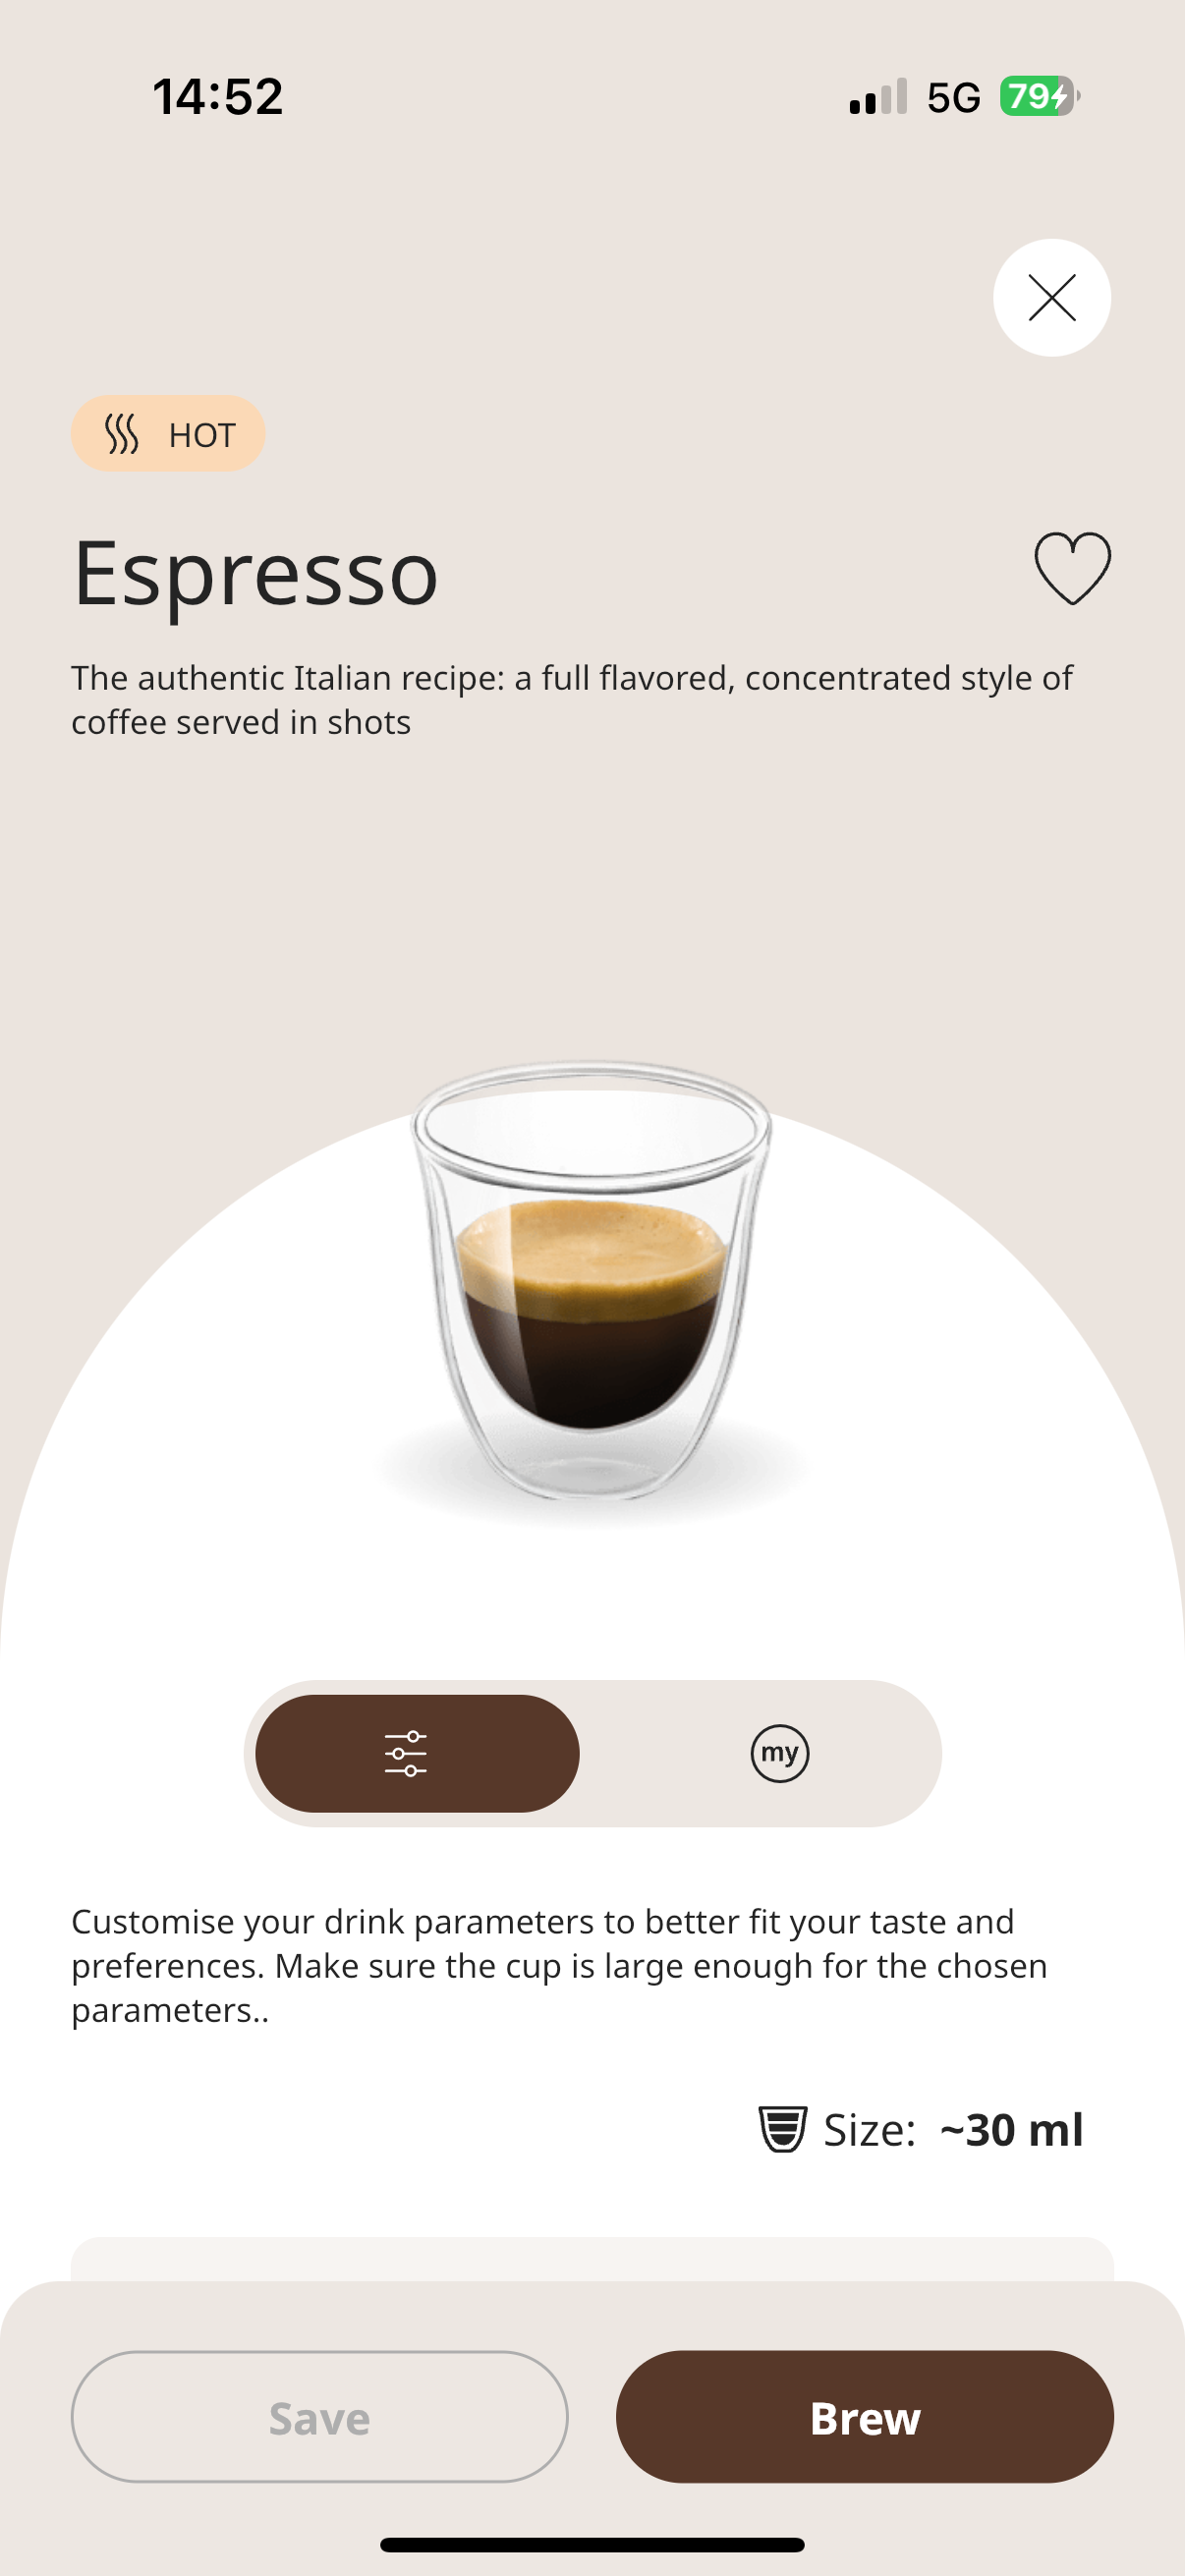 14:52
5G 79
HOT
Espresso
The authentic Italian recipe: a full flavored, concentrated style of
coffee served in shots
my
Customise your drink parameters to better fit your taste and
preferences. Make sure the cup is large enough for the chosen
parameters..
Size: ~30 ml
Save
Brew